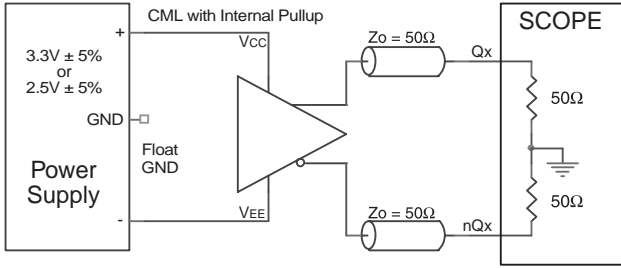 CML with Internal Pullup
SCOPE
+
VCC
Zo = 50Ω
Qx
3.3V ± 5%
or
2.5V ± 5%
50Ω
GND
Float
GND
Power
Supply
50Ω
-
VEE
Zo = 50Ω
nQx